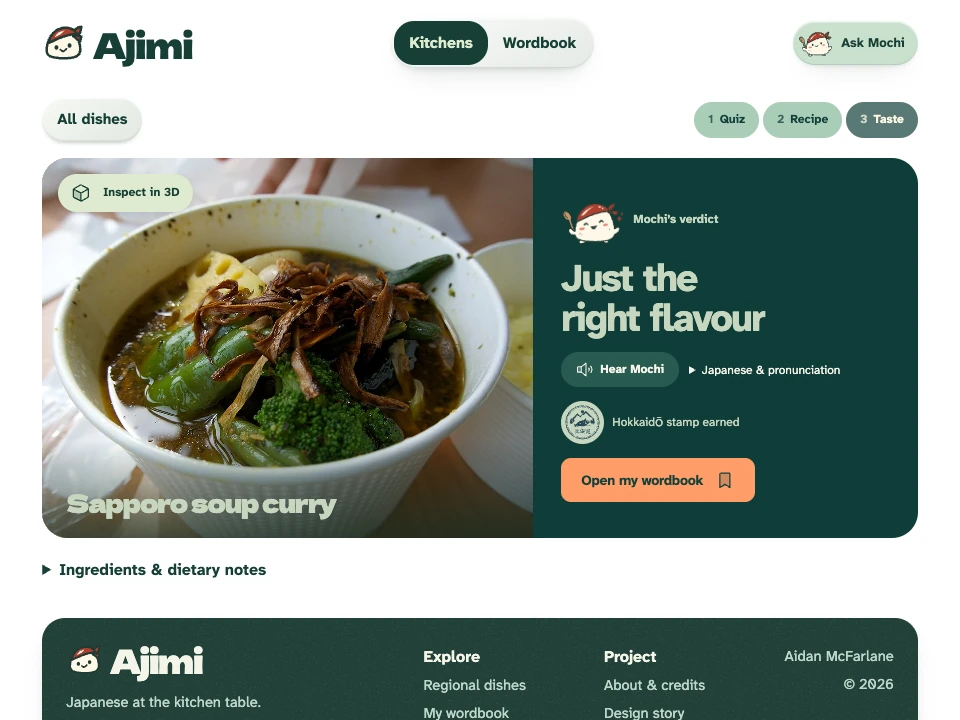 Ajimi
Kitchens
Wordbook
Ask Mochi
All dishes
1 Quiz
2 Recipe
3 Taste
Inspect in 3D
Sapporo soup curry
Mochi's verdict
Just the
right flavour
Hear Mochi
Japanese & pronunciation
Hokkaidō stamp earned
Open my wordbook
Ingredients & dietary notes
Ajimi
Japanese at the kitchen table.
Explore
Regional dishes
My wordbook
Project
About & credits
Design story
Aidan McFarlane
© 2026